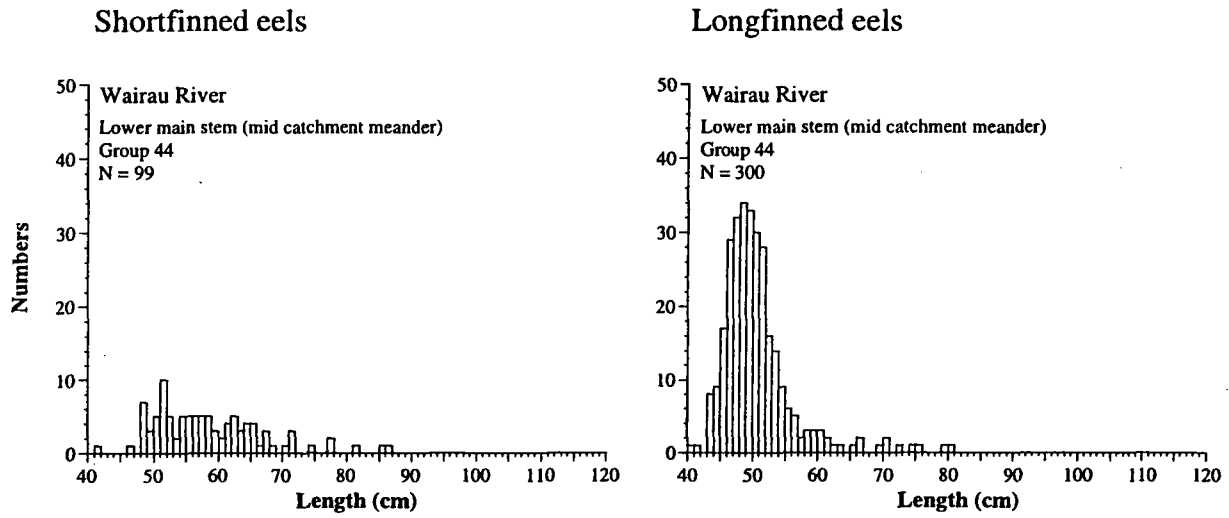 Shortfinned eels
Longfinned eels
Wairau River
Lower main stem (mid catchment meander)
Group 44
N = 99
50
40
30
20
10
0
Numbers
40 50 60 70 80 90 100 110 120
Length (cm)
Wairau River
Lower main stem (mid catchment meander)
Group 44
N = 300
50
40
30
20
10
0
40 50 60 70 80 90 100 110 120
Length (cm)